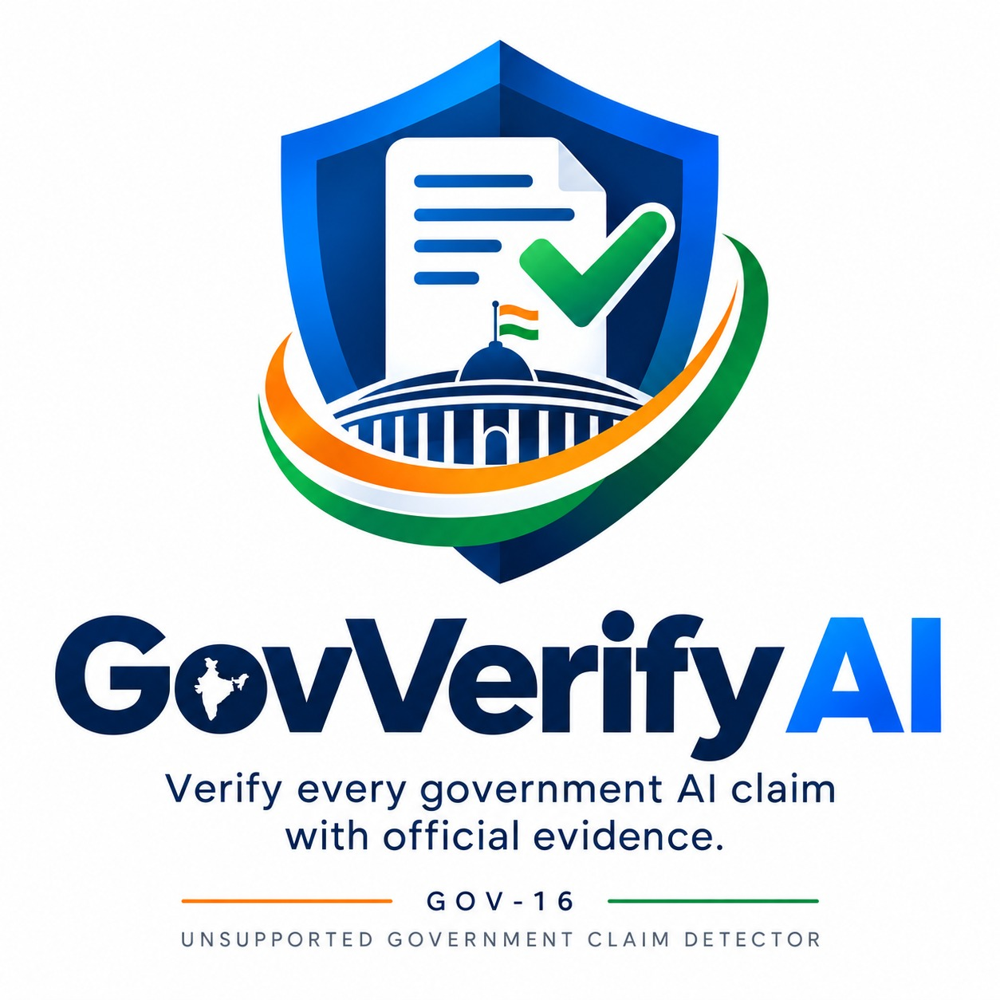 GovVerify AI
Verify every government AI claim
with official evidence.
GOV-16
UNSUPPORTED GOVERNMENT CLAIM DETECTOR